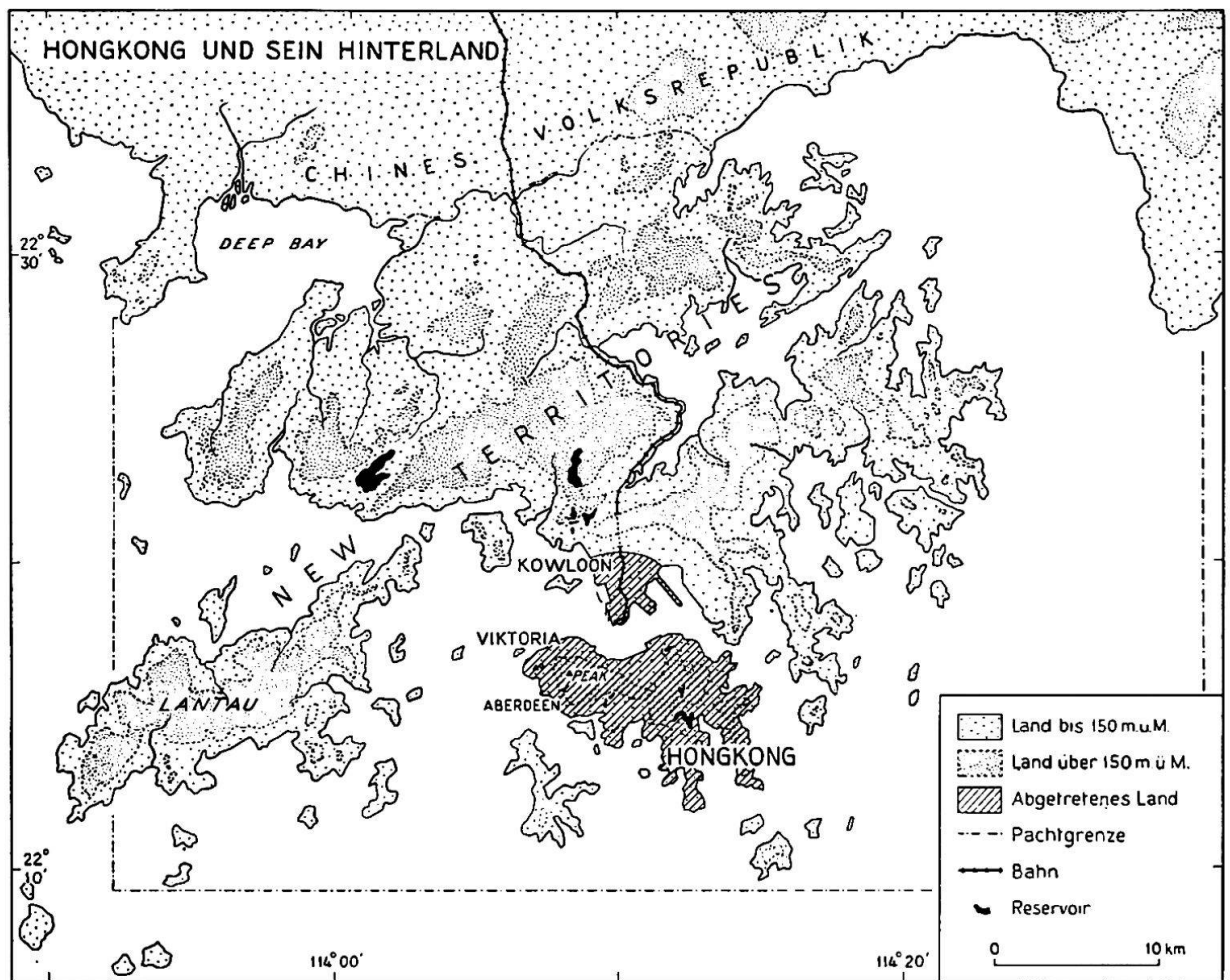 HONGKONG UND SEIN HINTERLAND
CHINES VOLKSREPUBLIK
DEEP BAY
22°
30'
NEW TERRITORIES
KOWLOON
VIKTORIA
PEAK
LANTAU
ABERDEEN
HONGKONG
Land bis 150 m.u.M.
Land über 150 m ü M.
Abgetretenes Land
Pachtgrenze
Bahn
Reservoir
0 10 km
22°
10'
114°00' 114°20'